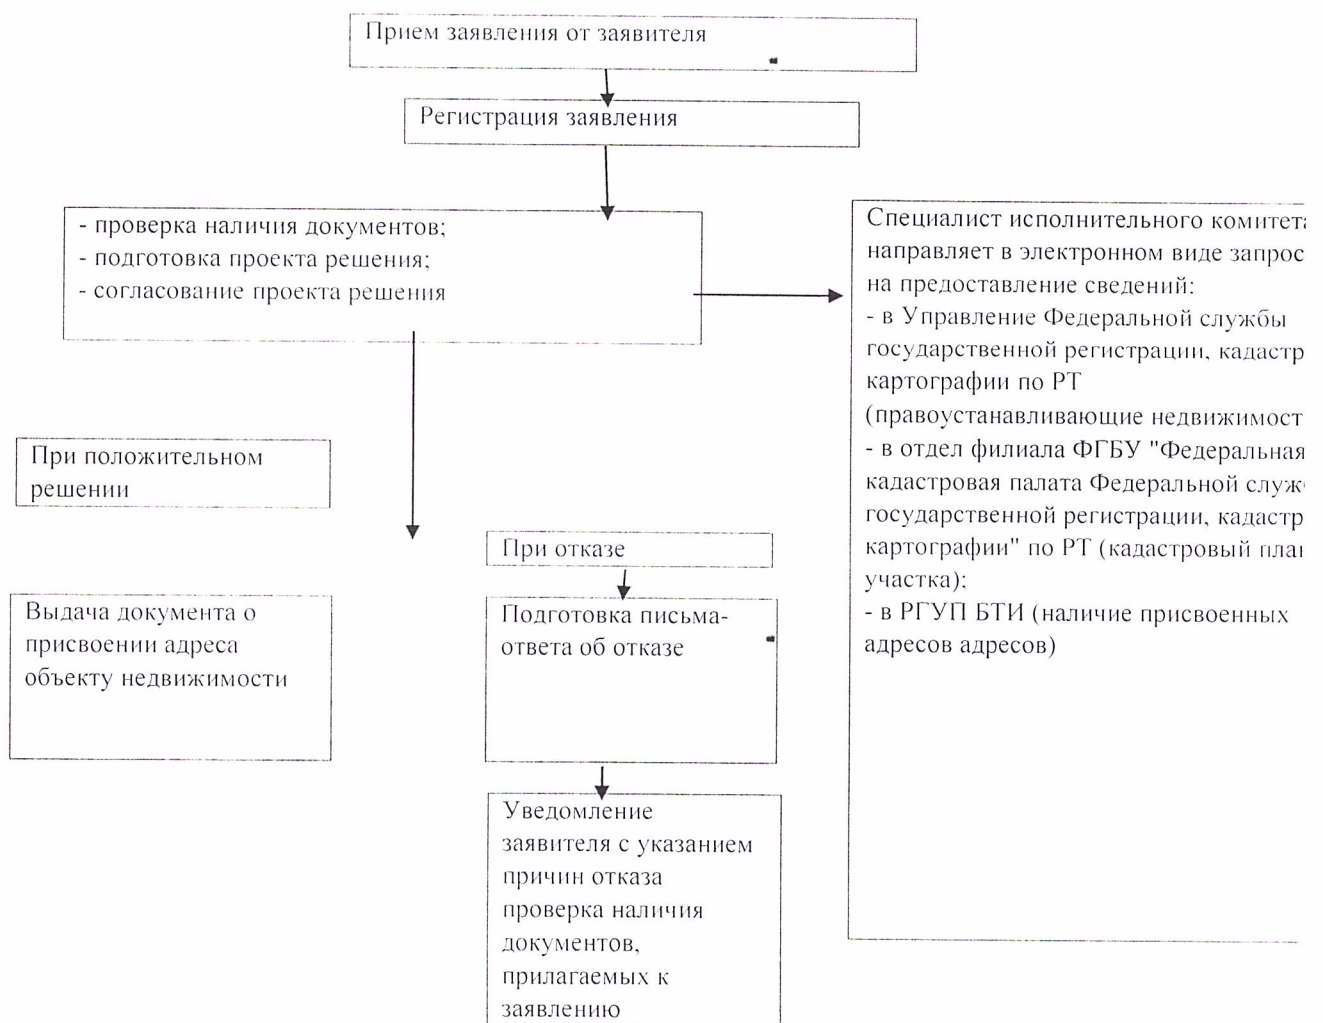 Прием заявления от заявителя
Регистрация заявления
- проверка наличия документов;
- подготовка проекта решения;
- согласование проекта решения
Специалист исполнительного комитета
направляет в электронном виде запрос
на предоставление сведений:
- в Управление Федеральной службы
государственной регистрации, кадастр
картографии по РТ
(правоустанавливающие недвижимост
- в отдел филиала ФГБУ "Федеральная
кадастровая палата Федеральной служ
государственной регистрации, кадастр
картографии" по РТ (кадастровый план
участка);
- в РГУП БТИ (наличие присвоенных
адресов адресов)
При положительном
решении
При отказе
Выдача документа о
присвоении адреса
объекту недвижимости
Подготовка письма-
ответа об отказе
Уведомление
заявителя с указанием
причин отказа
проверка наличия
документов,
прилагаемых к
заявлению